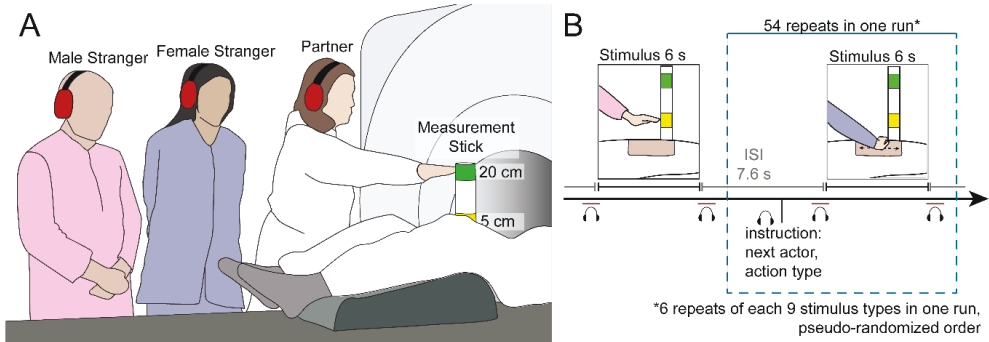 A
Male Stranger
Female Stranger
Partner
Measurement
Stick
20 cm
5 cm
B
54 repeats in one run*
Stimulus 6 s
Stimulus 6 s
ISI
7.6 s
instruction:
next actor,
action type
*6 repeats of each 9 stimulus types in one run,
pseudo-randomized order